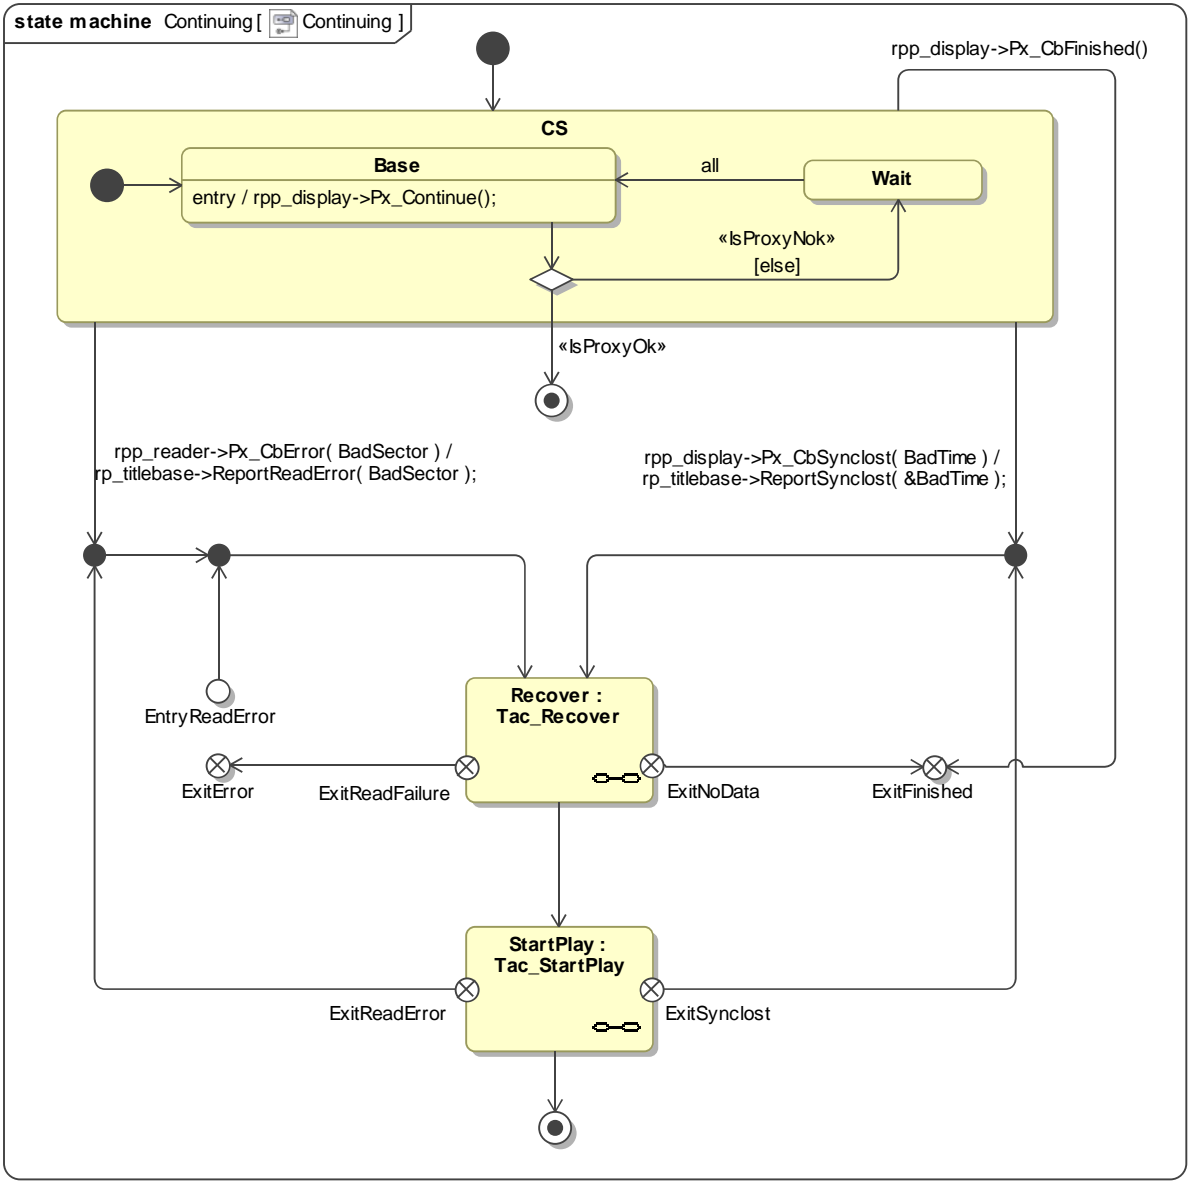 state machine Continuing [ Continuing ]
rpp_display->Px_CbFinished()
CS
Base
entry / rpp_display->Px_Continue();
all
Wait
«IsProxyNok»
[else]
«IsProxyOk»
rpp_reader->Px_CbError( BadSector ) /
rp_titlebase->ReportReadError( BadSector );
rpp_display->Px_CbSynclost( BadTime ) /
rp_titlebase->ReportSynclost( &BadTime );
EntryReadError
Recover :
Tac_Recover
ExitError
ExitReadFailure
ExitNoData
ExitFinished
StartPlay :
Tac_StartPlay
ExitReadError
ExitSynclost